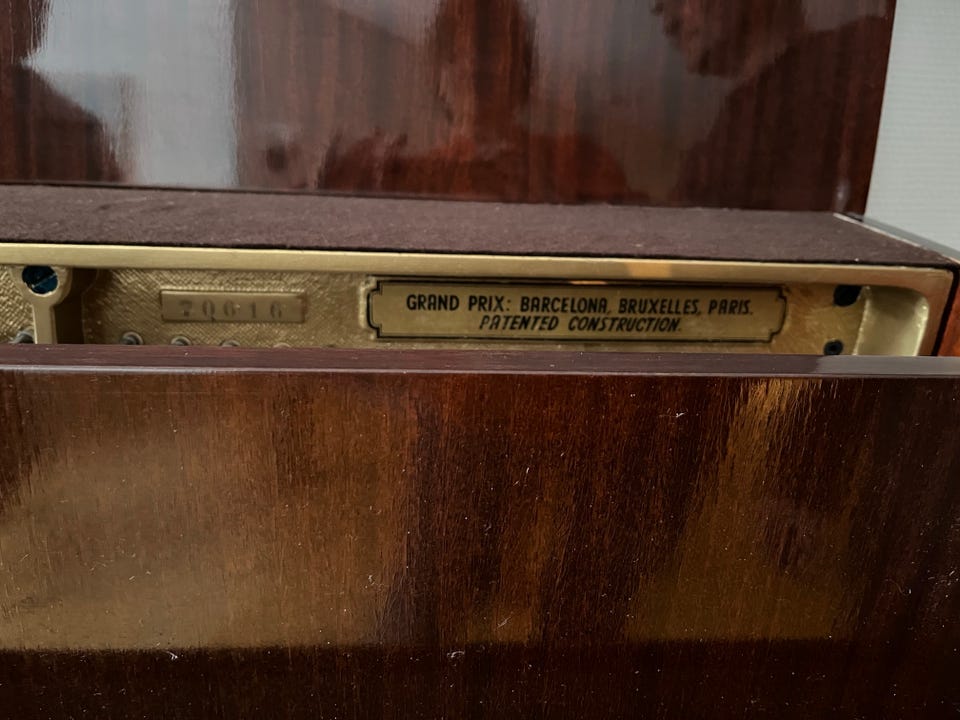 70616
GRAND PRIX: BARCELONA, BRUXELLES, PARIS.
PATENTED CONSTRUCTION.